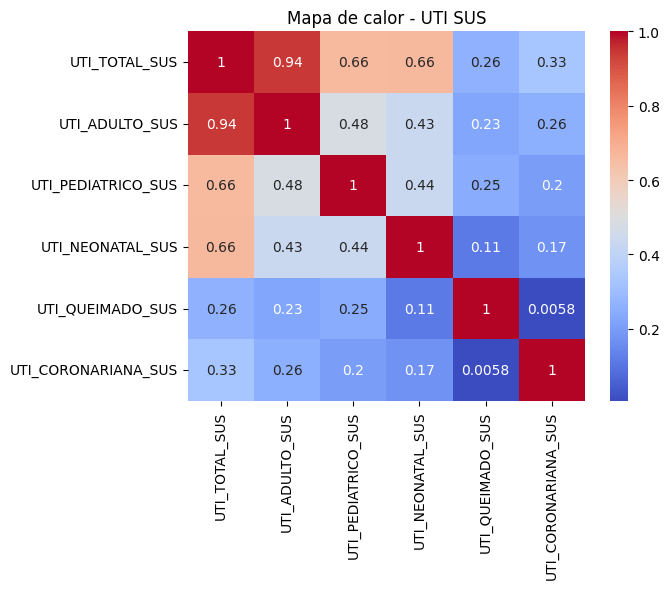 Mapa de calor - UTI SUS
UTI_TOTAL_SUS 1 0.94 0.66 0.66 0.26 0.33
UTI_ADULTO_SUS 0.94 1 0.48 0.43 0.23 0.26
UTI_PEDIATRICO_SUS 0.66 0.48 1 0.44 0.25 0.2
UTI_NEONATAL_SUS 0.66 0.43 0.44 1 0.11 0.17
UTI_QUEIMADO_SUS 0.26 0.23 0.25 0.11 1 0.0058
UTI_CORONARIANA_SUS 0.33 0.26 0.2 0.17 0.0058 1
UTI_TOTAL_SUS
UTI_ADULTO_SUS
UTI_PEDIATRICO_SUS
UTI_NEONATAL_SUS
UTI_QUEIMADO_SUS
UTI_CORONARIANA_SUS
1.0
0.8
0.6
0.4
0.2